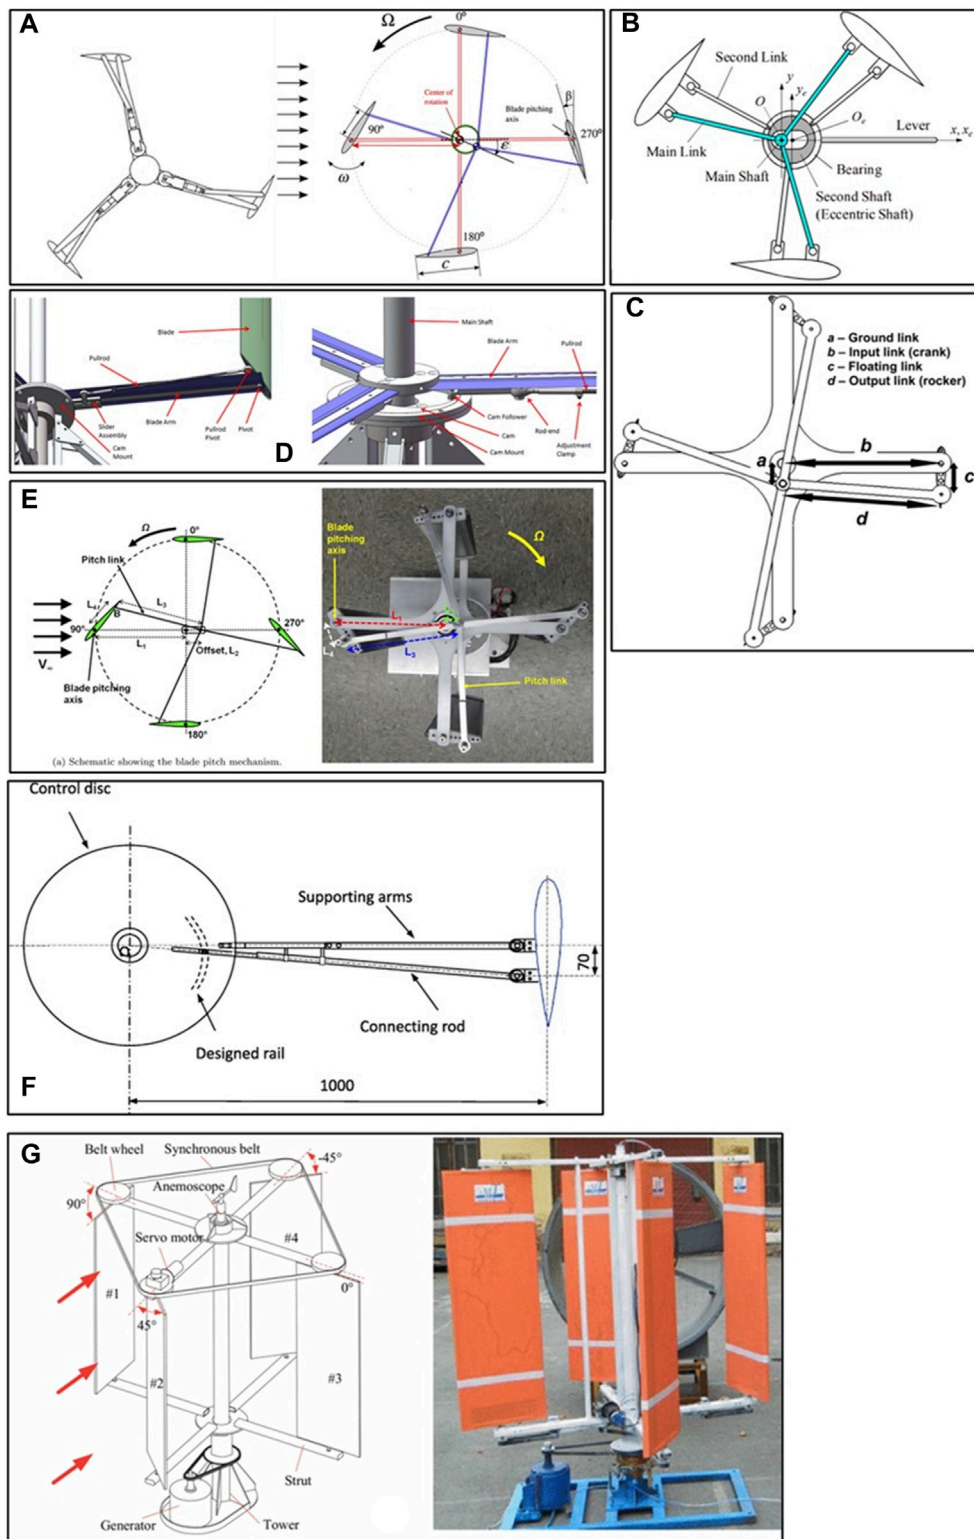 A
Ω
0°
Center of
rotation
Blade pitching
axis
β
90°
270°
ε
ω
180°
c
B
Second Link
y
yₑ
O
Oₑ
Lever
x, xₑ
Main Link
Main Shaft
Bearing
Second Shaft
(Eccentric Shaft)
C
a – Ground link
b – Input link (crank)
c – Floating link
d – Output link (rocker)
b
a
c
d
Blade
Pullrod
Slider
Assembly
Blade Arm
Pullrod
Pivot
Pivot
Cam
Mount
D
Main Shaft
Blade Arm
Pullrod
Cam Follower
Cam
Cam Mount
Rod-end
Adjustment
Clamp
E
Ω
0°
Pitch link
L₄
B
L₃
90°
270°
L₁
Offset, L₂
V∞
Blade pitching
axis
180°
(a) Schematic showing the blade pitch mechanism.
Blade
pitching
axis
Ω
L₁
L₃
Pitch link
Control disc
Supporting arms
70
Connecting rod
Designed rail
1000
F
G
Belt wheel
Synchronous belt
-45°
Anemoscope
90°
Servo motor
#4
#1
0°
45°
#2
#3
Strut
Generator
Tower